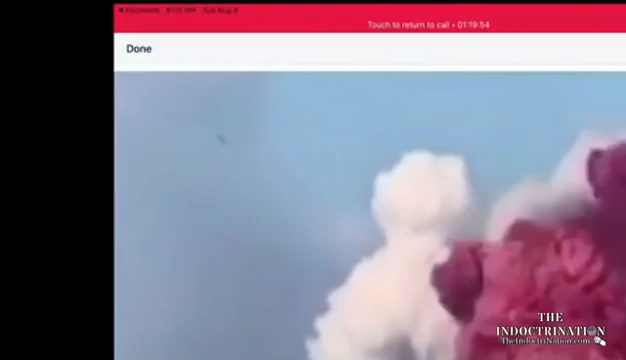 Touch to return to call • 01:19:54
Done
THE
INDOCTRINATION
TheIndoctriNation.com